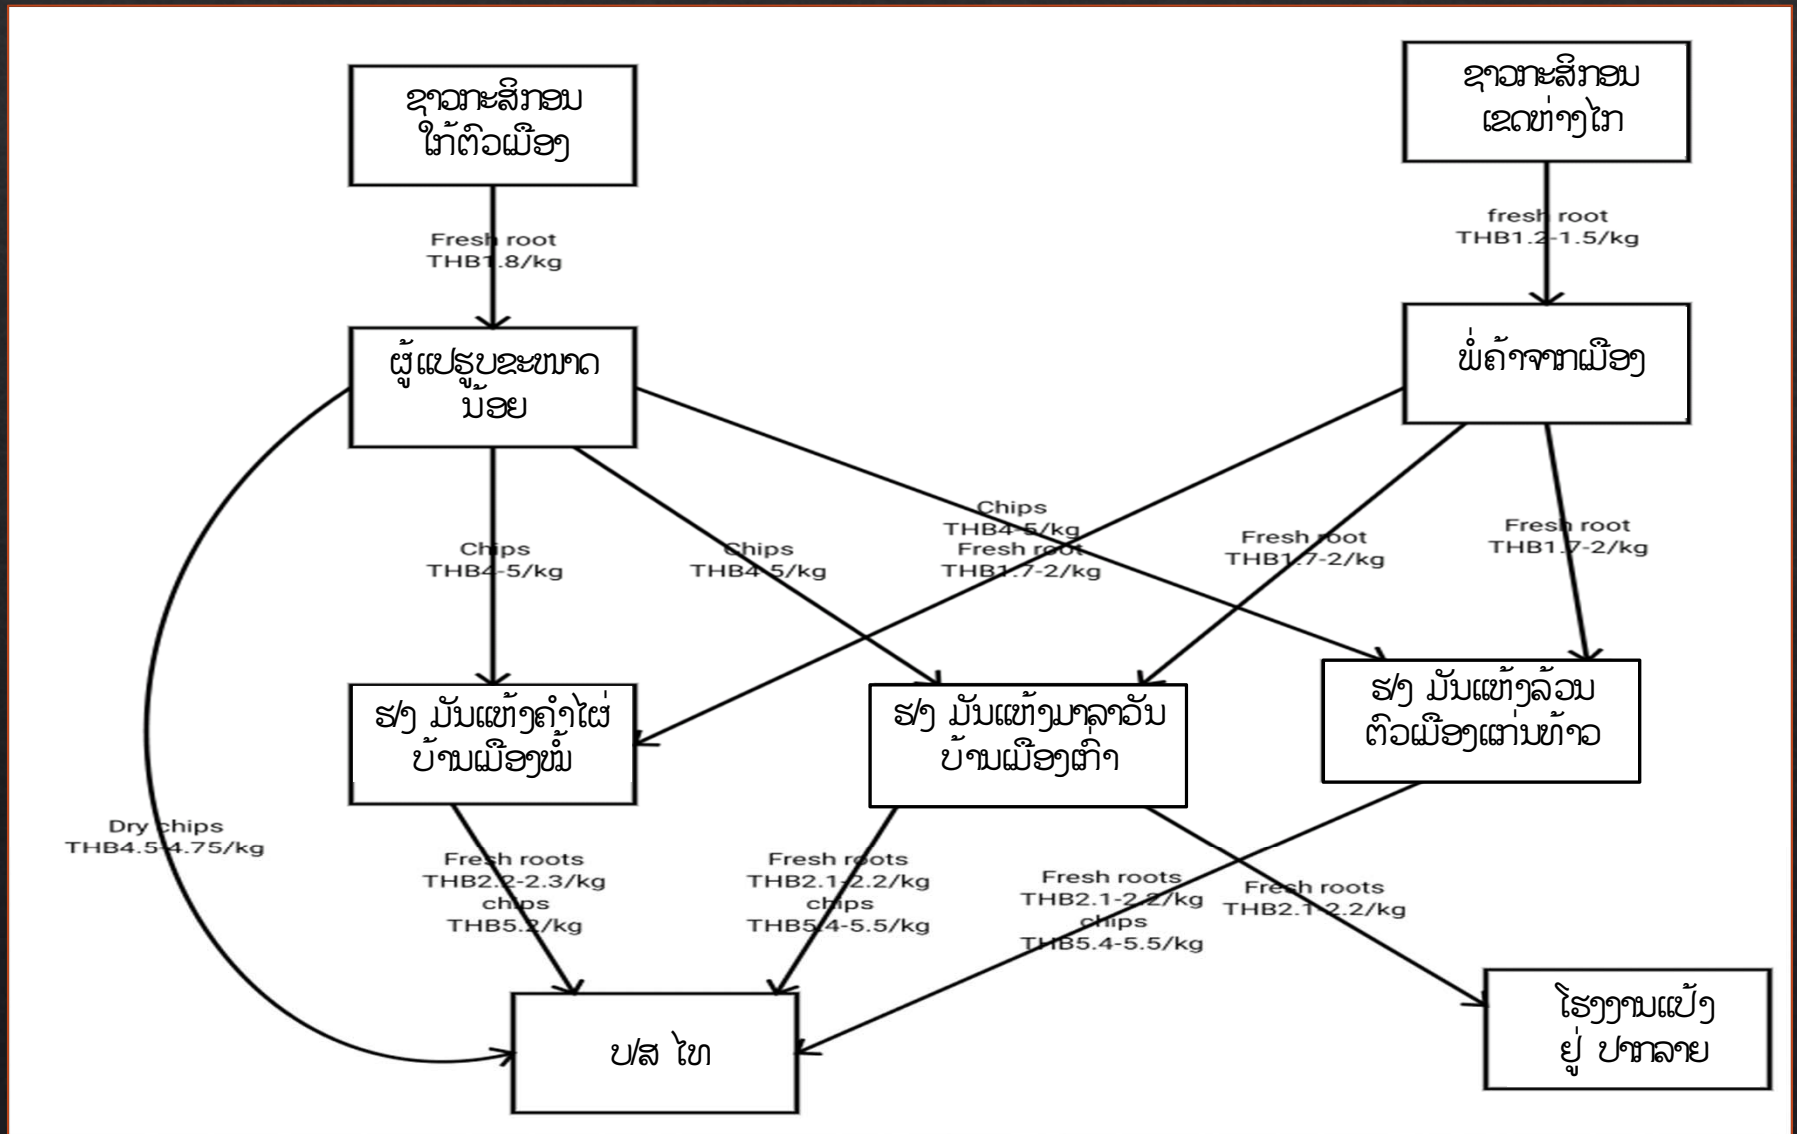 ຊາວກະສິກອນ
ໃກ້ຕົວເມືອງ
ຊາວກະສິກອນ
ເຂດຫ່າງໄກ
Fresh root
THB1.8/kg
fresh root
THB1.2-1.5/kg
ຜູ້ແປຮູບຂະໜາດ
ນ້ອຍ
ພໍ່ຄ້າຈາກເມືອງ
Chips
THB4-5/kg
Chips
THB4-5/kg
Chips
THB4-5/kg
Fresh root
THB1.7-2/kg
Fresh root
THB1.7-2/kg
Fresh root
THB1.7-2/kg
ຮ/ງ ມັນແຫ້ງຄຳໄຜ່
ບ້ານເມືອງໝໍ້
ຮ/ງ ມັນແຫ້ງມາລາວັນ
ບ້ານເມືອງເກົ່າ
ຮ/ງ ມັນແຫ້ງລ້ວນ
ຕົວເມືອງແກ່ນທ້າວ
Dry chips
THB4.5-4.75/kg
Fresh roots
THB2.2-2.3/kg
chips
THB5.2/kg
Fresh roots
THB2.1-2.2/kg
chips
THB5.4-5.5/kg
Fresh roots
THB2.1-2.2/kg
chips
THB5.4-5.5/kg
Fresh roots
THB2.1-2.2/kg
ບ/ສ ໄທ
ໂຮງງານແປ້ງ
ຢູ່ ປາກລາຍ